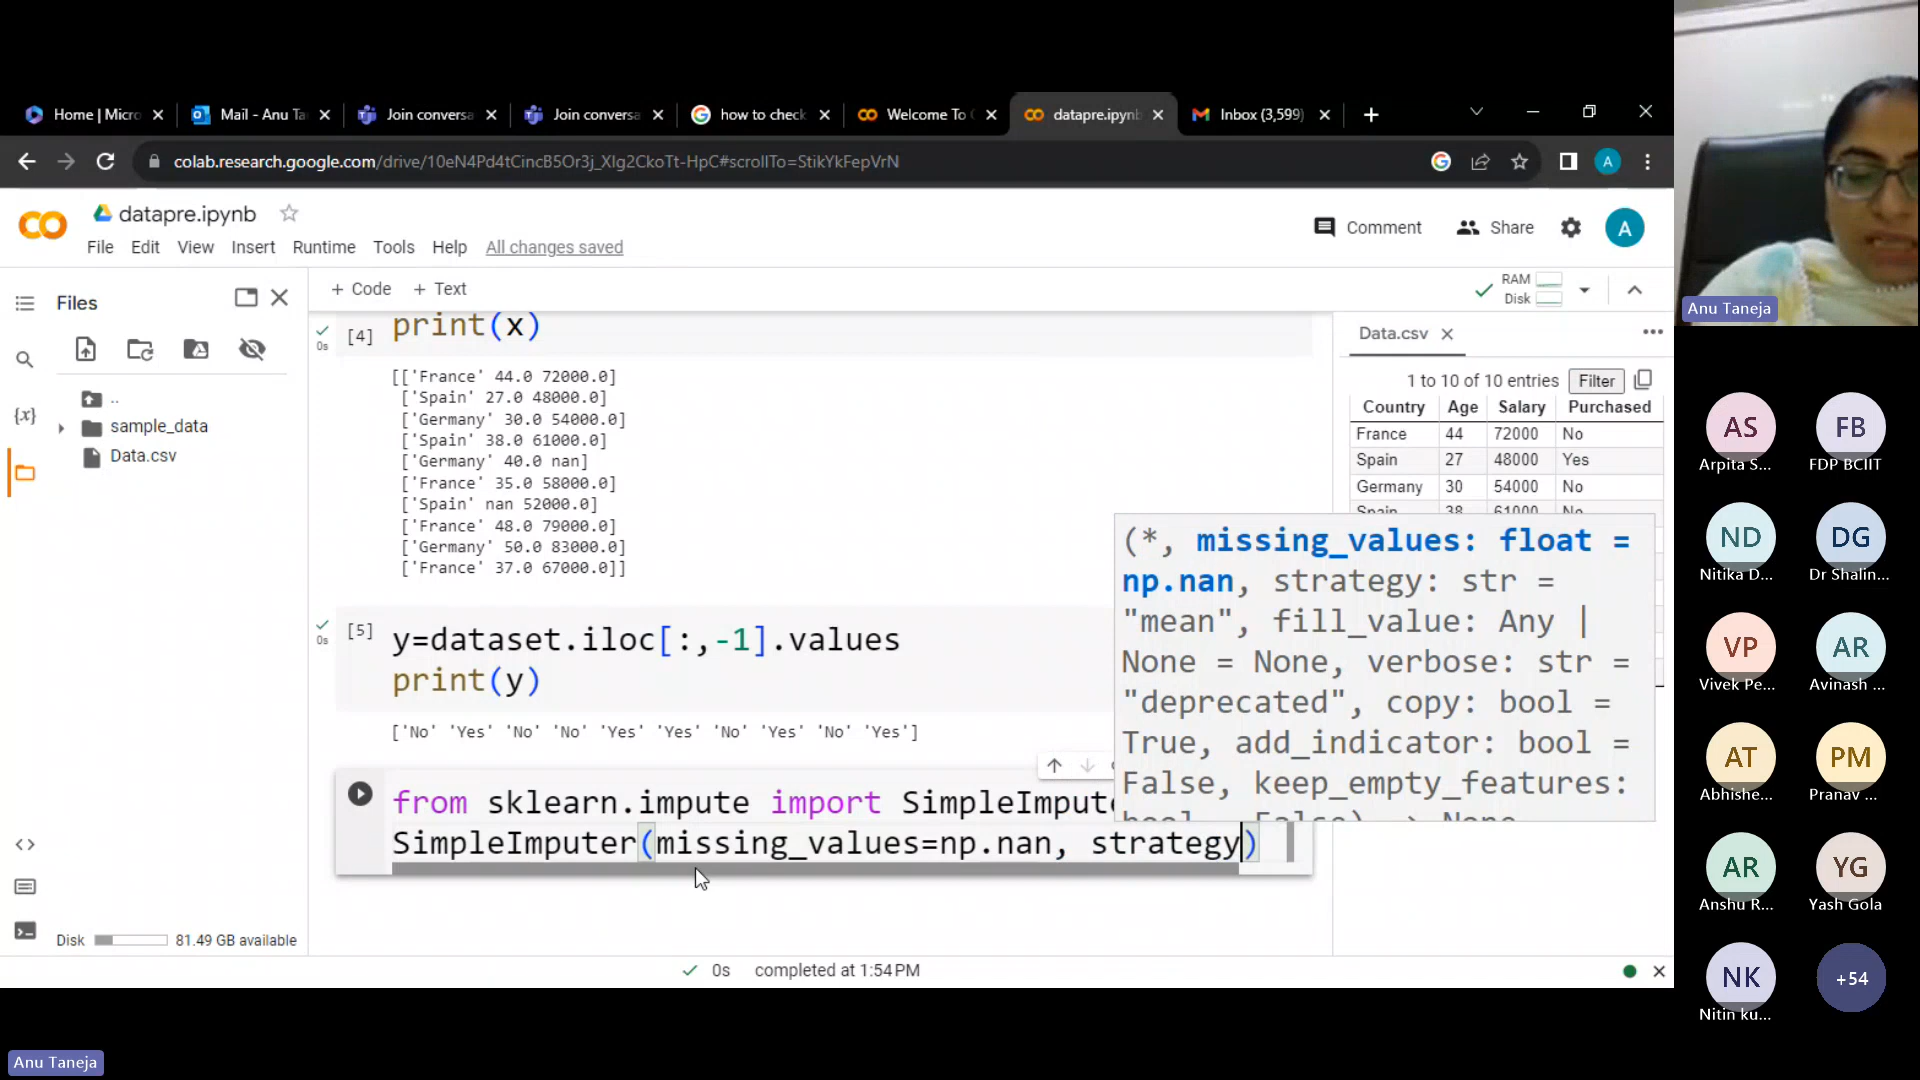 Home | Micro
Mail - Anu Ta
Join conversa
Join conversa
how to check
Welcome To C
datapre.ipynb
Inbox (3,599)
colab.research.google.com/drive/10eN4Pd4tCincB5Or3j_XIg2CkoTt-HpC#scrollTo=StikYkFepVrN
A
datapre.ipynb
File Edit View Insert Runtime Tools Help All changes saved
Comment Share A
Files
+ Code + Text
RAM
Disk
..
sample_data
Data.csv
Disk 81.49 GB available
[4] print(x)
0s
[['France' 44.0 72000.0]
['Spain' 27.0 48000.0]
['Germany' 30.0 54000.0]
['Spain' 38.0 61000.0]
['Germany' 40.0 nan]
['France' 35.0 58000.0]
['Spain' nan 52000.0]
['France' 48.0 79000.0]
['Germany' 50.0 83000.0]
['France' 37.0 67000.0]]
[5] y=dataset.iloc[:,-1].values
0s
print(y)
['No' 'Yes' 'No' 'No' 'Yes' 'Yes' 'No' 'Yes' 'No' 'Yes']
from sklearn.impute import SimpleImpute
SimpleImputer(missing_values=np.nan, strategy)
Data.csv
1 to 10 of 10 entries Filter
Country Age Salary Purchased
France 44 72000 No
Spain 27 48000 Yes
Germany 30 54000 No
Spain 38 61000 No
(*, missing_values: float =
np.nan, strategy: str =
"mean", fill_value: Any |
None = None, verbose: str =
"deprecated", copy: bool =
True, add_indicator: bool =
False, keep_empty_features:
bool = False) -> None
0s completed at 1:54 PM
Anu Taneja
AS
Arpita S...
FB
FDP BCIIT
ND
Nitika D...
DG
Dr Shalin...
VP
Vivek Pe...
AR
Avinash ...
AT
Abhishe...
PM
Pranav ...
AR
Anshu R...
YG
Yash Gola
NK
Nitin ku...
+54
Anu Taneja